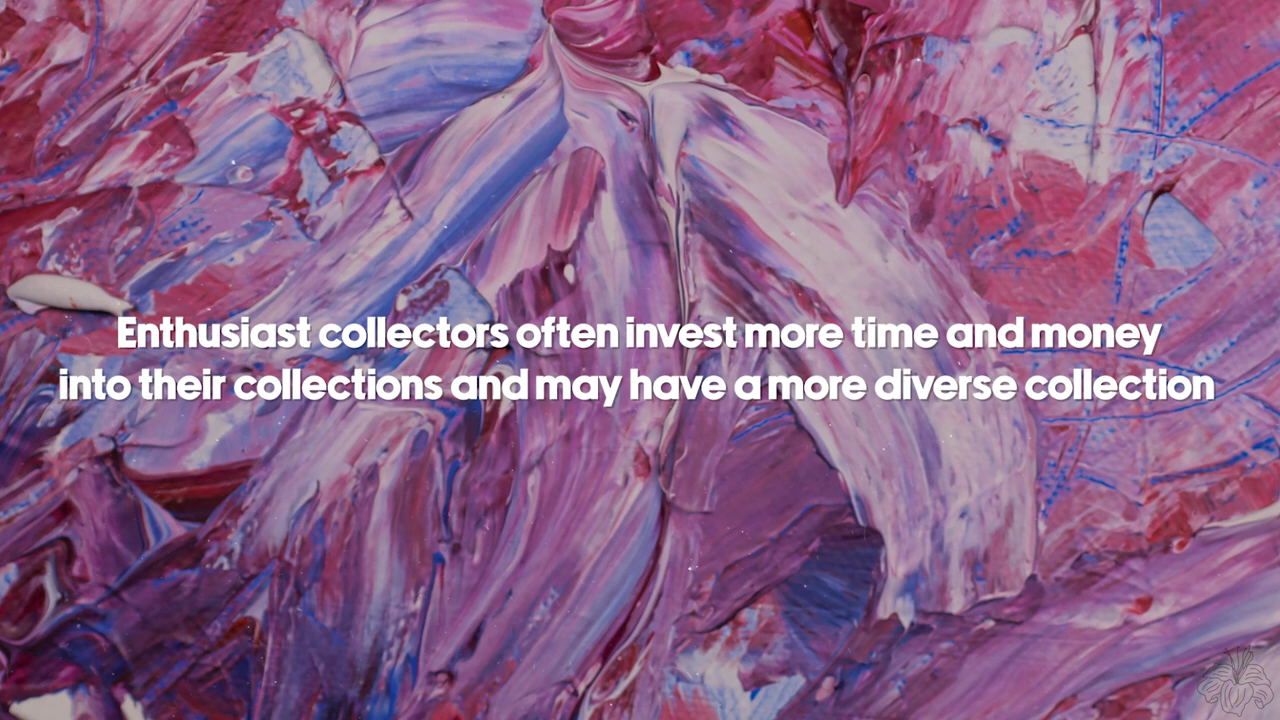 Enthusiast collectors often invest more time and money
into their collections and may have a more diverse collection